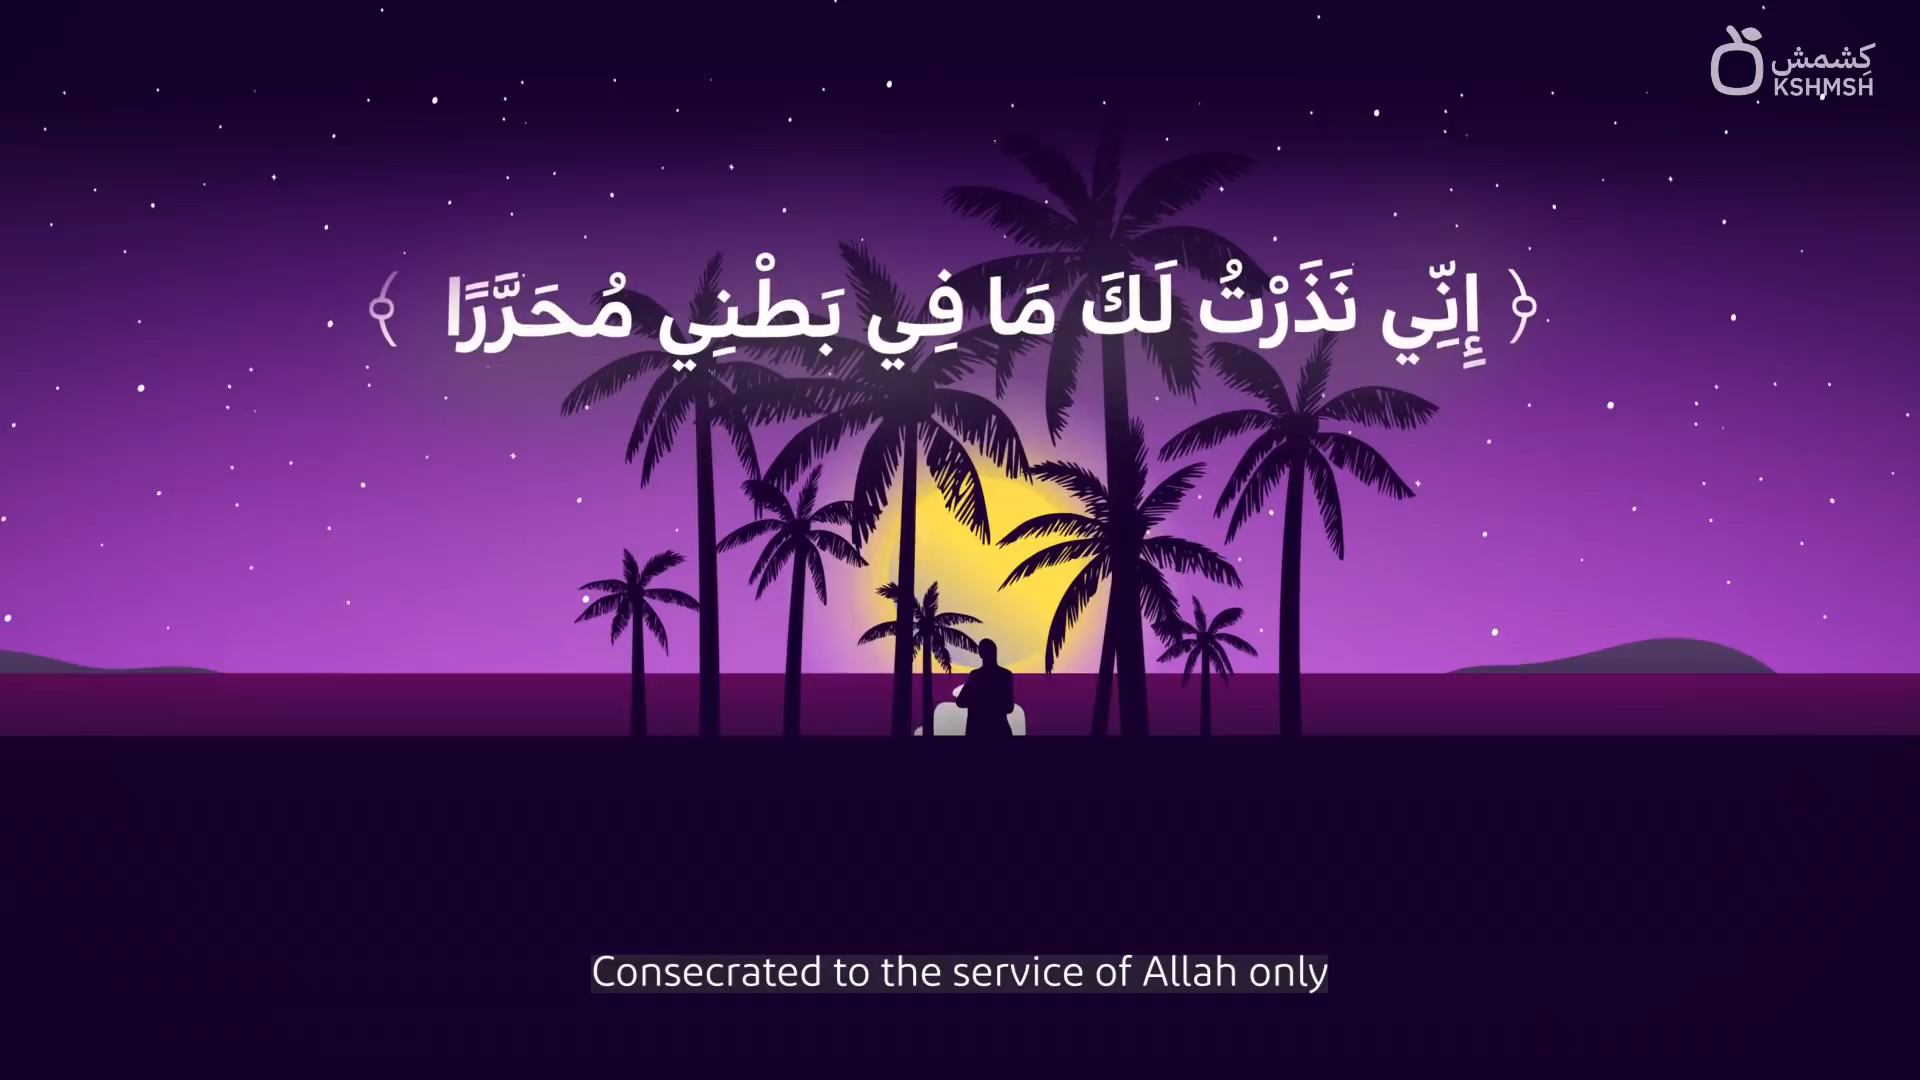 كشمش
KSHMSH
﴿ إِنِّي نَذَرْتُ لَكَ مَا فِي بَطْنِي مُحَرَّرًا ﴾
Consecrated to the service of Allah only